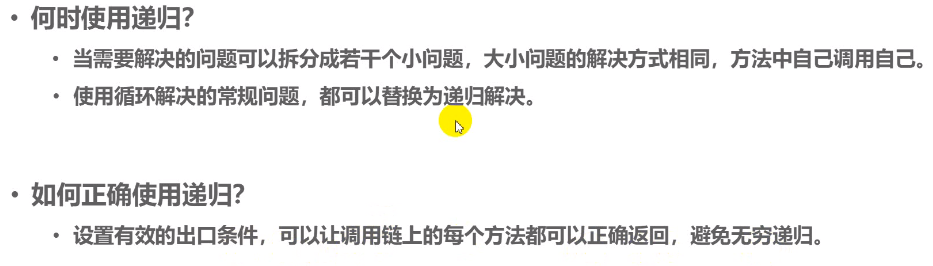 • 何时使用递归？
• 当需要解决的问题可以拆分成若干个小问题，大小问题的解决方式相同，方法中自己调用自己。
• 使用循环解决的常规问题，都可以替换为递归解决。
• 如何正确使用递归？
• 设置有效的出口条件，可以让调用链上的每个方法都可以正确返回，避免无穷递归。